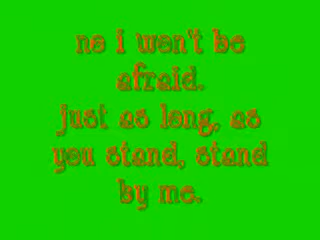 no i won't be
afraid.
just as long, as
you stand, stand
by me.